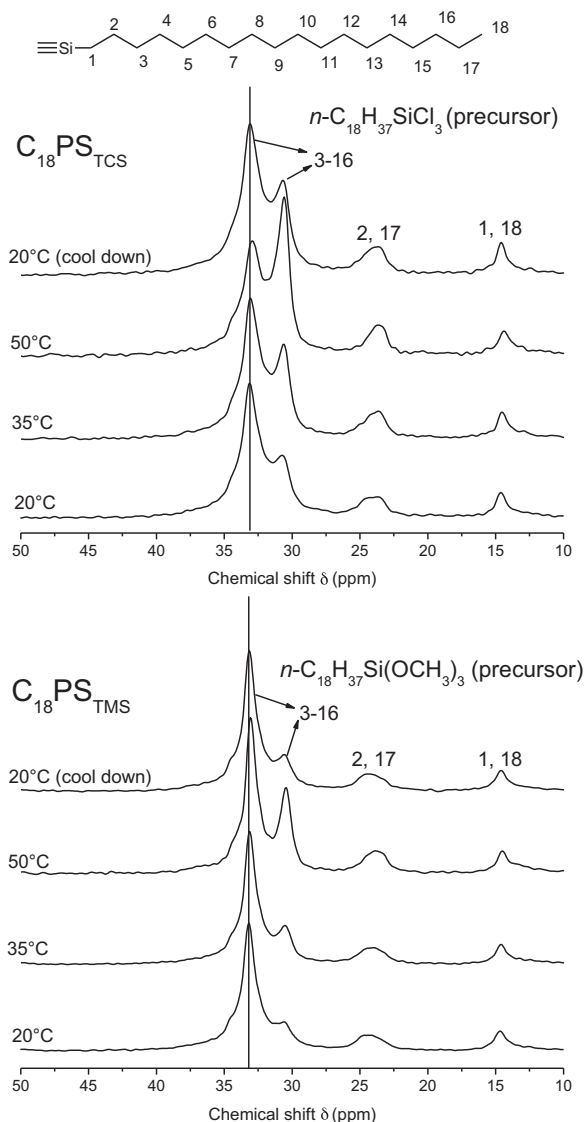 2 4 6 8 10 12 14 16 18
≡Si
1 3 5 7 9 11 13 15 17
n-C₁₈H₃₇SiCl₃ (precursor)
C₁₈PS_TCS
3-16
2, 17
1, 18
20°C (cool down)
50°C
35°C
20°C
50 45 40 35 30 25 20 15 10
Chemical shift δ (ppm)
n-C₁₈H₃₇Si(OCH₃)₃ (precursor)
C₁₈PS_TMS
3-16
2, 17
1, 18
20°C (cool down)
50°C
35°C
20°C
50 45 40 35 30 25 20 15 10
Chemical shift δ (ppm)